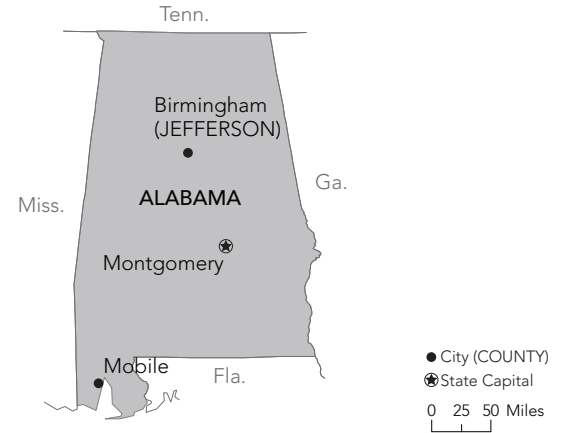 Tenn.
Birmingham
(JEFFERSON)
Ga.
Miss.
ALABAMA
Montgomery
Mobile
Fla.
City (COUNTY)
State Capital
0 25 50 Miles